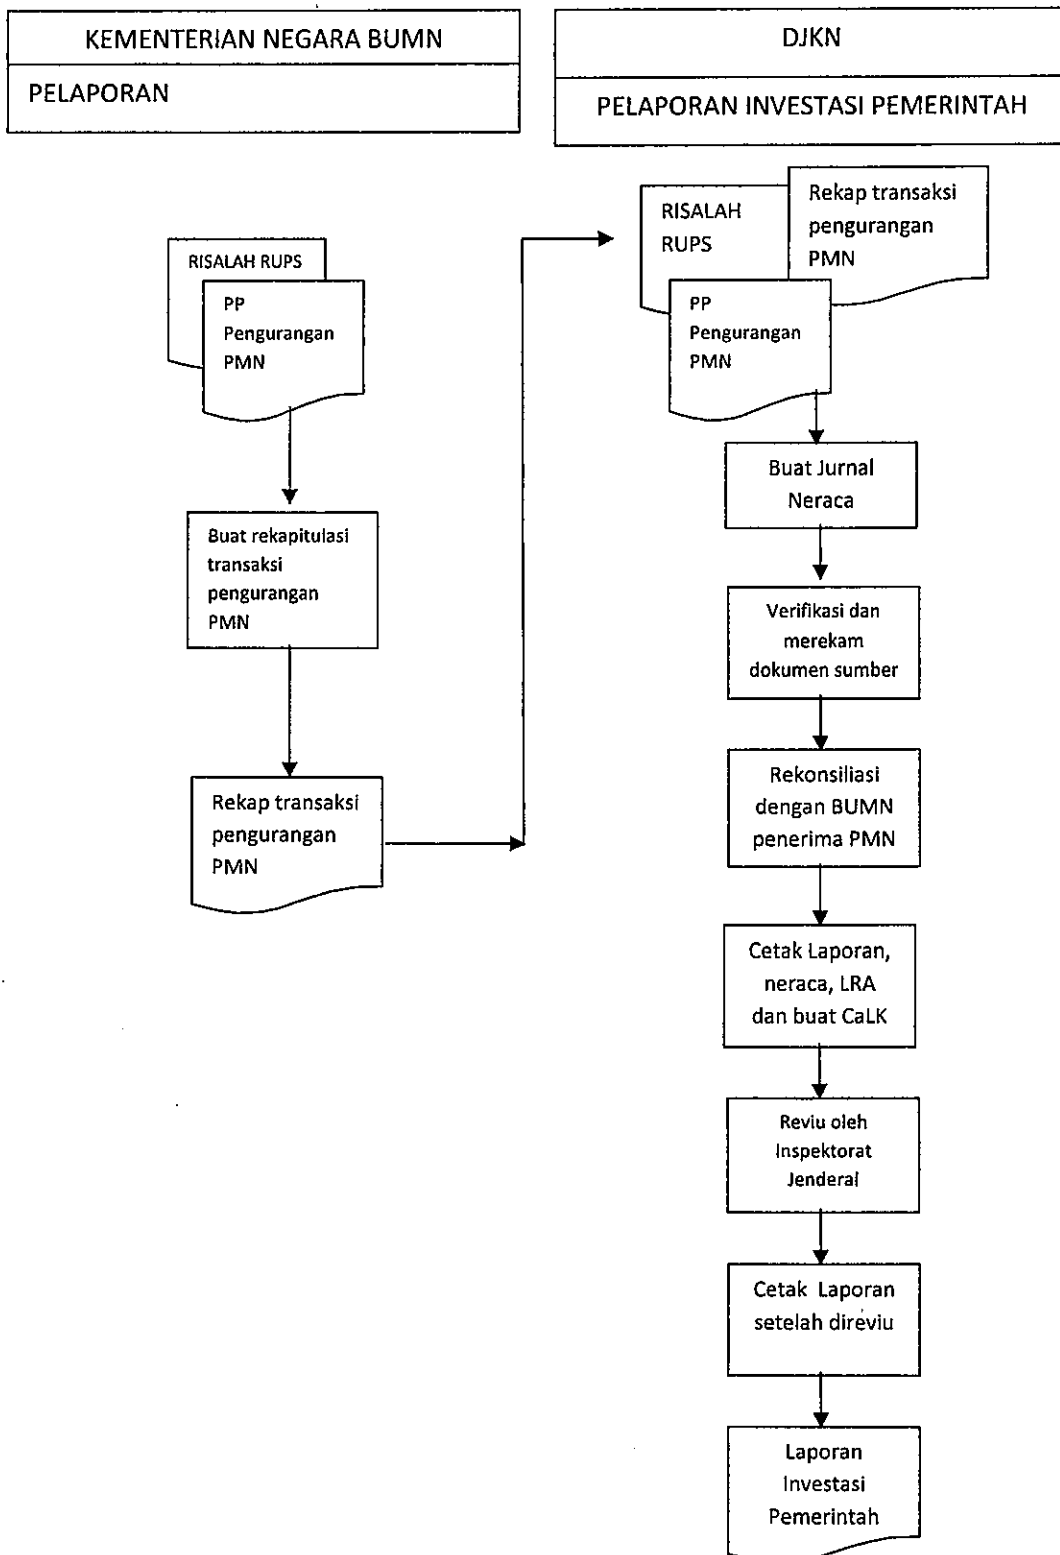 KEMENTERIAN NEGARA BUMN
PELAPORAN
RISALAH RUPS
PP
Pengurangan
PMN
Buat rekapitulasi
transaksi
pengurangan
PMN
Rekap transaksi
pengurangan
PMN
DJKN
PELAPORAN INVESTASI PEMERINTAH
RISALAH
RUPS
Rekap transaksi
pengurangan
PMN
PP
Pengurangan
PMN
Buat Jurnal
Neraca
Verifikasi dan
merekam
dokumen sumber
Rekonsiliasi
dengan BUMN
penerima PMN
Cetak Laporan,
neraca, LRA
dan buat CaLK
Reviu oleh
Inspektorat
Jenderal
Cetak Laporan
setelah direviu
Laporan
Investasi
Pemerintah